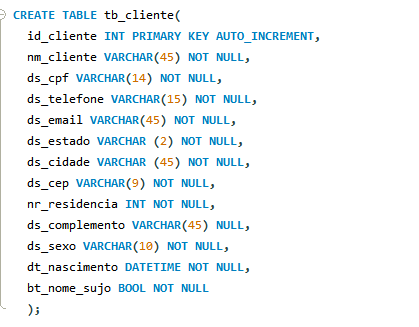 CREATE TABLE tb_cliente(
id_cliente INT PRIMARY KEY AUTO_INCREMENT,
nm_cliente VARCHAR(45) NOT NULL,
ds_cpf VARCHAR(14) NOT NULL,
ds_telefone VARCHAR(15) NOT NULL,
ds_email VARCHAR(45) NOT NULL,
ds_estado VARCHAR (2) NOT NULL,
ds_cidade VARCHAR (45) NOT NULL,
ds_cep VARCHAR(9) NOT NULL,
nr_residencia INT NOT NULL,
ds_complemento VARCHAR(45) NULL,
ds_sexo VARCHAR(10) NOT NULL,
dt_nascimento DATETIME NOT NULL,
bt_nome_sujo BOOL NOT NULL
);